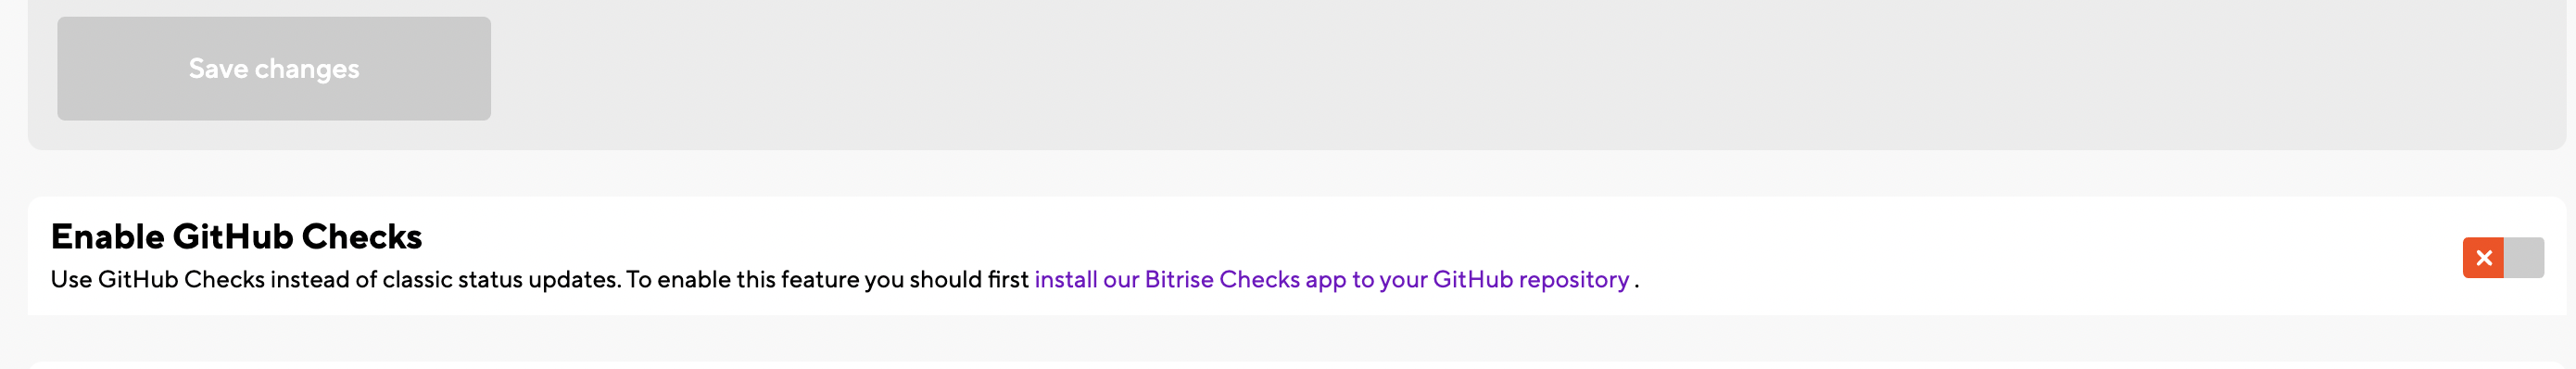 Save changes
Enable GitHub Checks
Use GitHub Checks instead of classic status updates. To enable this feature you should first install our Bitrise Checks app to your GitHub repository .